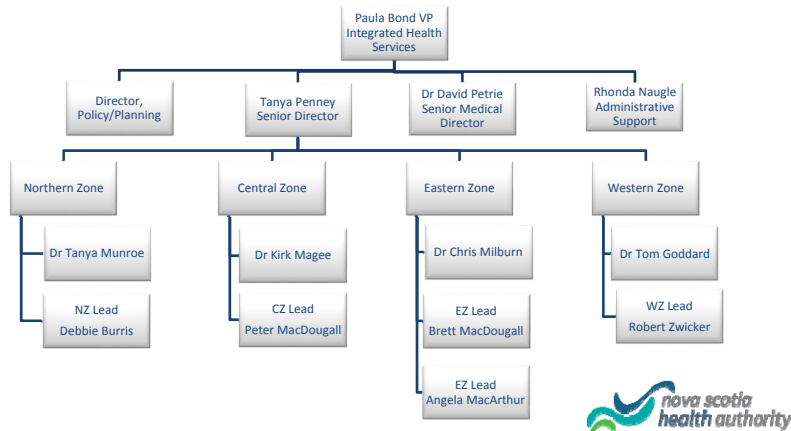 Paula Bond VP
Integrated Health
Services
Director,
Policy/Planning
Tanya Penney
Senior Director
Dr David Petrie
Senior Medical
Director
Rhonda Naugle
Administrative
Support
Northern Zone
Central Zone
Eastern Zone
Western Zone
Dr Tanya Munroe
Dr Kirk Magee
Dr Chris Milburn
Dr Tom Goddard
NZ Lead
Debbie Burris
CZ Lead
Peter MacDougall
EZ Lead
Brett MacDougall
WZ Lead
Robert Zwicker
EZ Lead
Angela MacArthur
nova scotia
health authority